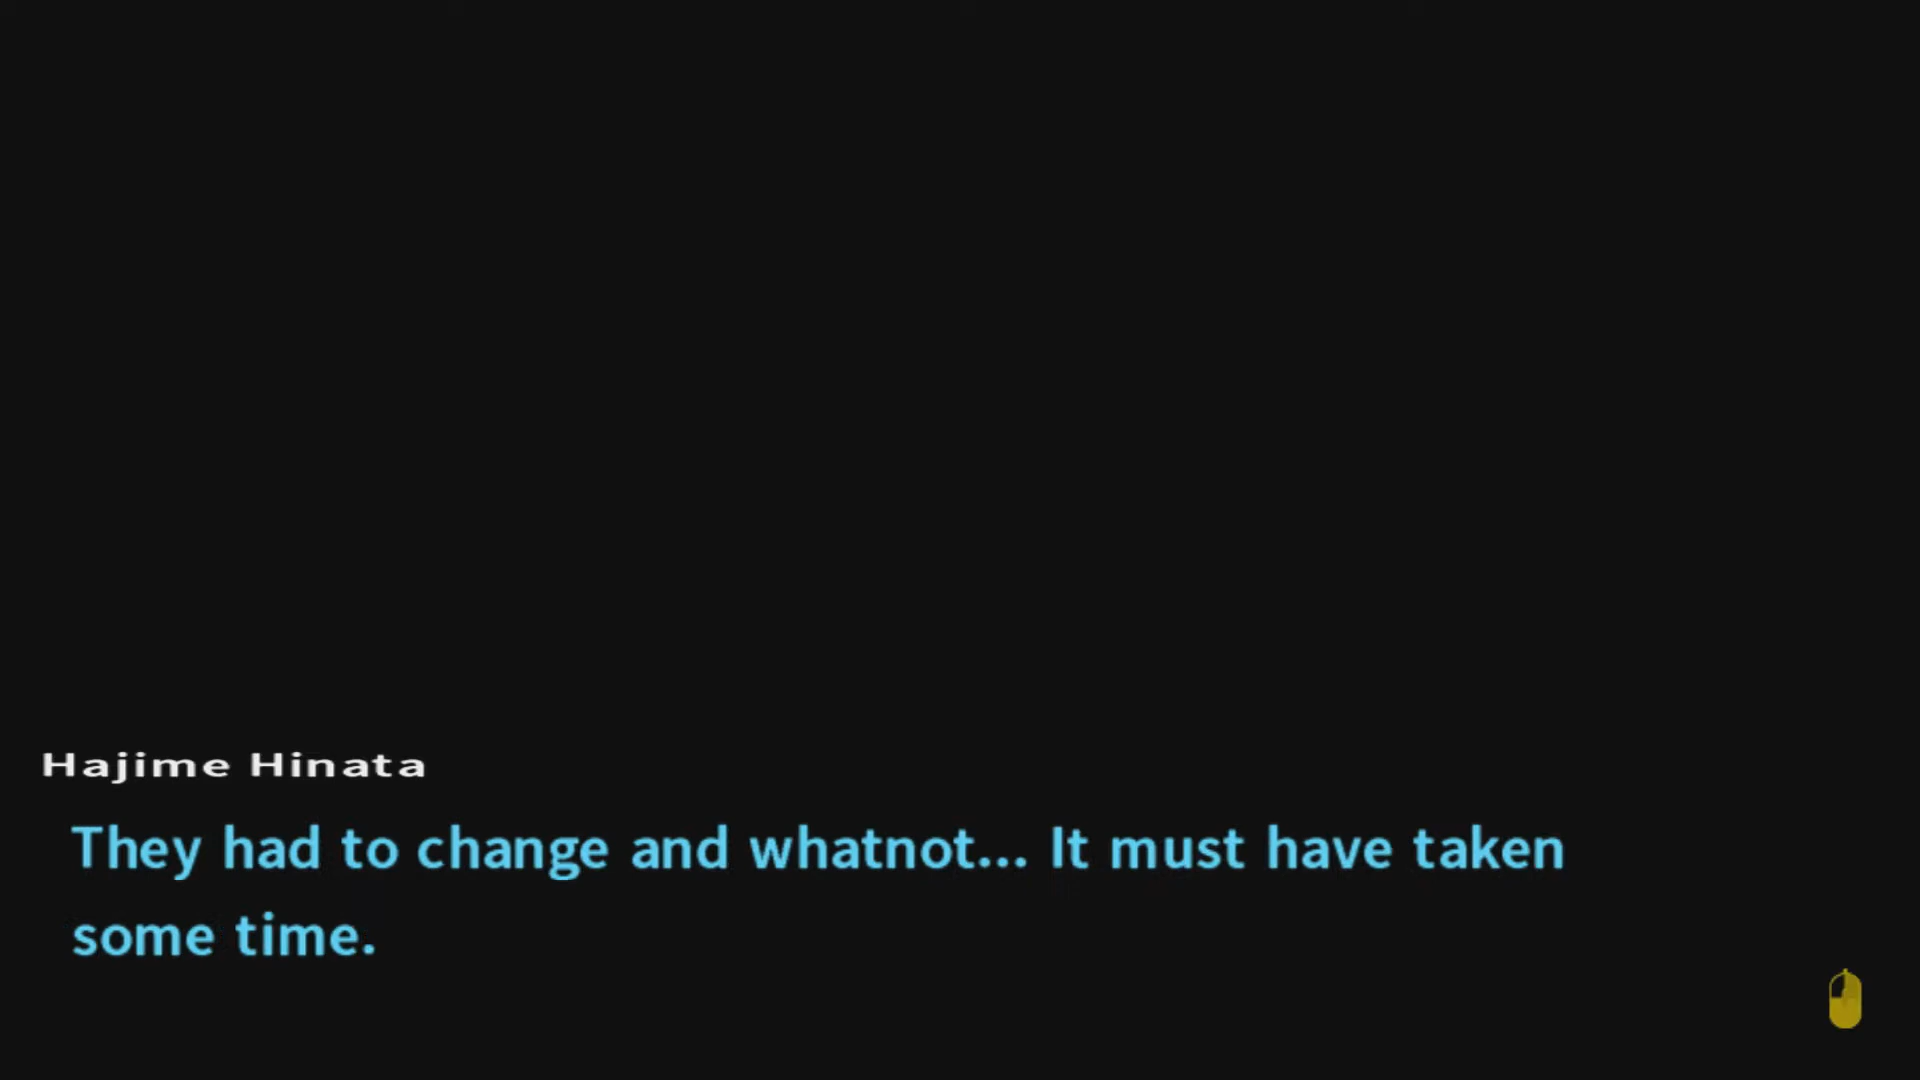 Hajime Hinata
They had to change and whatnot... It must have taken
some time.